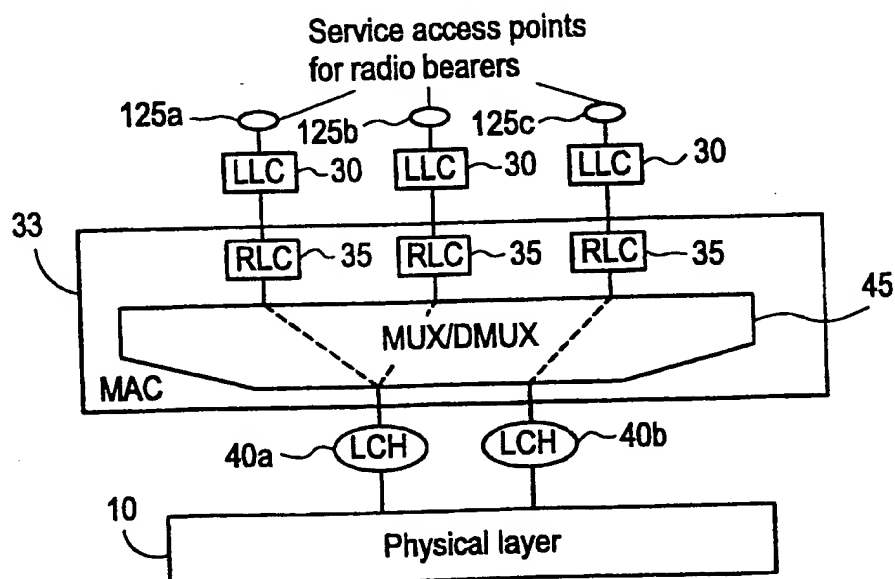 Service access points
for radio bearers
125a 125b 125c
LLC 30 LLC 30 LLC 30
33
RLC 35 RLC 35 RLC 35
45
MUX/DMUX
MAC
40a LCH LCH 40b
10
Physical layer